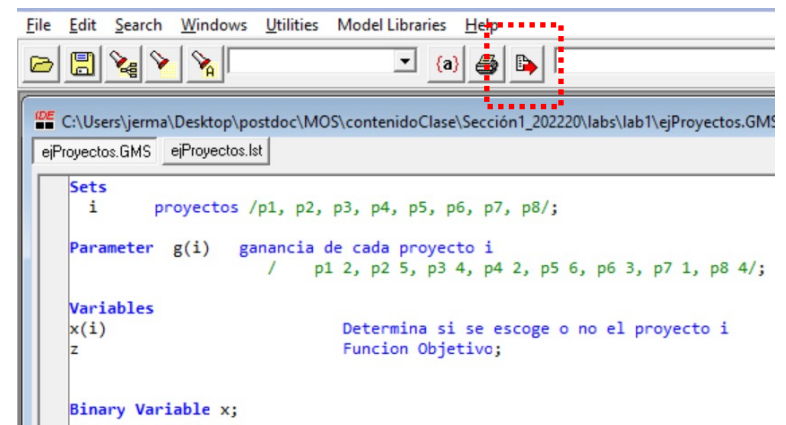 File Edit Search Windows Utilities Model Libraries Help
A {a}
IDE C:\Users\jerma\Desktop\postdoc\MOS\contenidoClase\Sección1_202220\labs\lab1\ejProyectos.GMS
ejProyectos.GMS ejProyectos.lst
Sets
i proyectos /p1, p2, p3, p4, p5, p6, p7, p8/;
Parameter g(i) ganancia de cada proyecto i
/ p1 2, p2 5, p3 4, p4 2, p5 6, p6 3, p7 1, p8 4/;
Variables
x(i) Determina si se escoge o no el proyecto i
z Funcion Objetivo;
Binary Variable x;